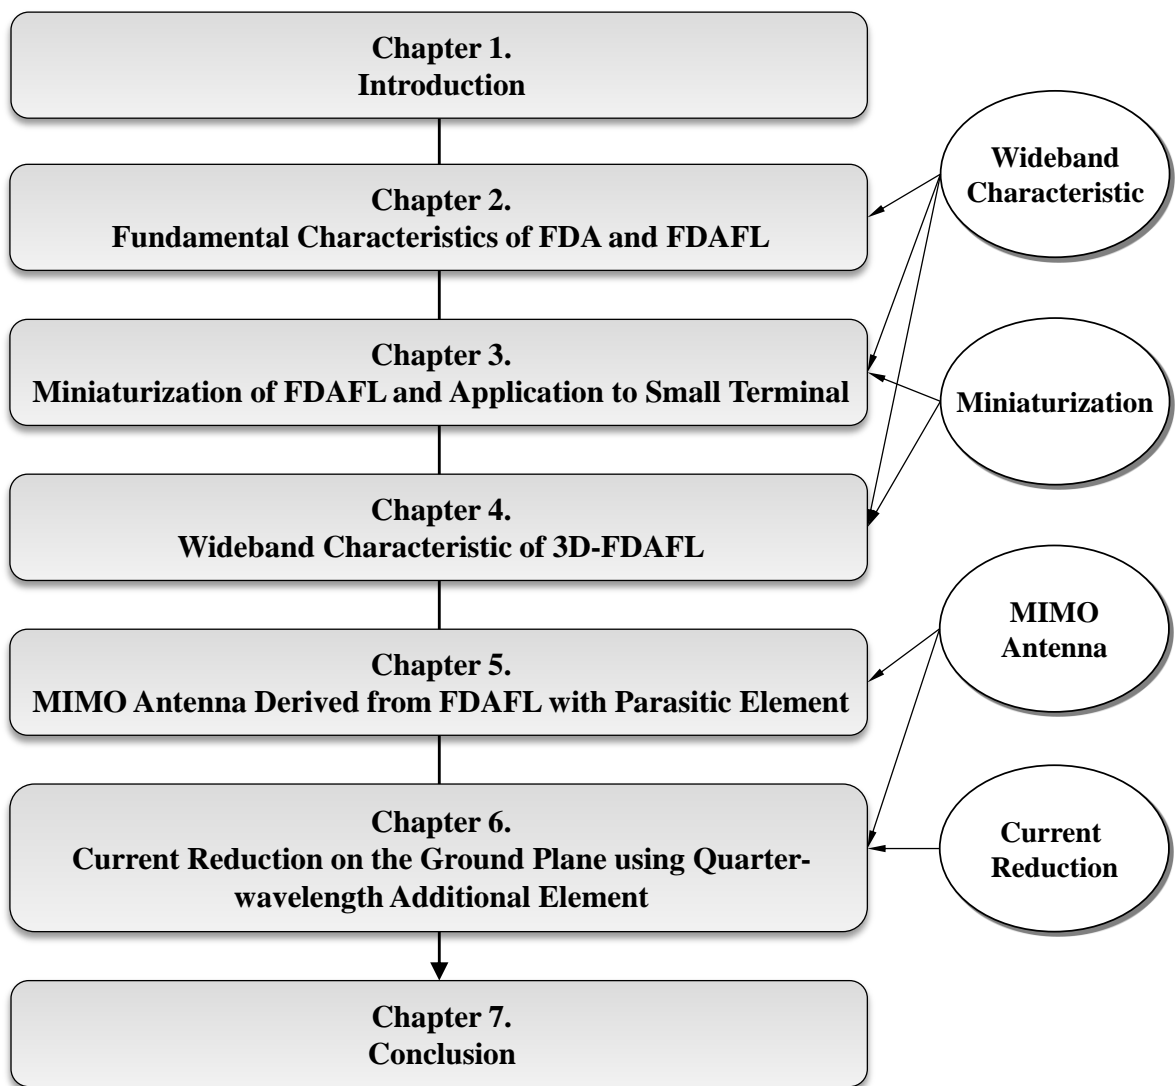 Chapter 1.
Introduction
Chapter 2.
Fundamental Characteristics of FDA and FDAFL
Chapter 3.
Miniaturization of FDAFL and Application to Small Terminal
Chapter 4.
Wideband Characteristic of 3D-FDAFL
Chapter 5.
MIMO Antenna Derived from FDAFL with Parasitic Element
Chapter 6.
Current Reduction on the Ground Plane using Quarter-
wavelength Additional Element
Chapter 7.
Conclusion
Wideband
Characteristic
Miniaturization
MIMO
Antenna
Current
Reduction